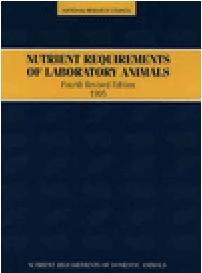 NATIONAL RESEARCH COUNCIL
NUTRIENT REQUIREMENTS
OF LABORATORY ANIMALS
Fourth Revised Edition
1995
NUTRIENT REQUIREMENTS OF DOMESTIC ANIMALS